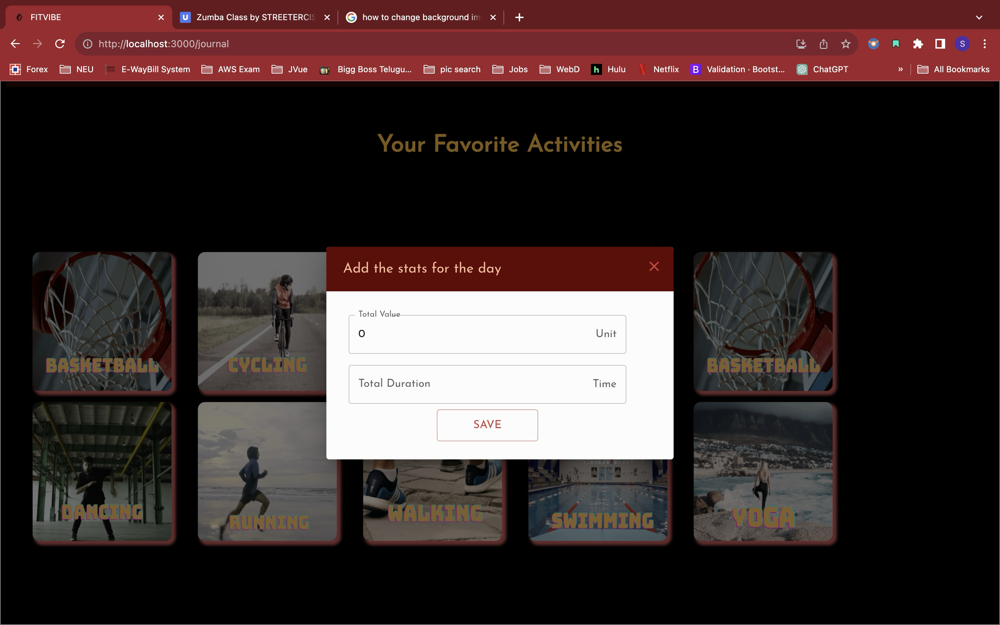 FITVIBE
U Zumba Class by STREETERCIS
how to change background im
http://localhost:3000/journal
S
Forex
NEU
E-WayBill System
AWS Exam
JVue
Bigg Boss Telugu...
pic search
Jobs
WebD
h Hulu
Netflix
B Validation · Bootst...
ChatGPT
»
All Bookmarks
Your Favorite Activities
Add the stats for the day
Total Value
0 Unit
Total Duration Time
SAVE
BASKETBALL
CYCLING
BASKETBALL
DANCING
RUNNING
WALKING
SWIMMING
YOGA